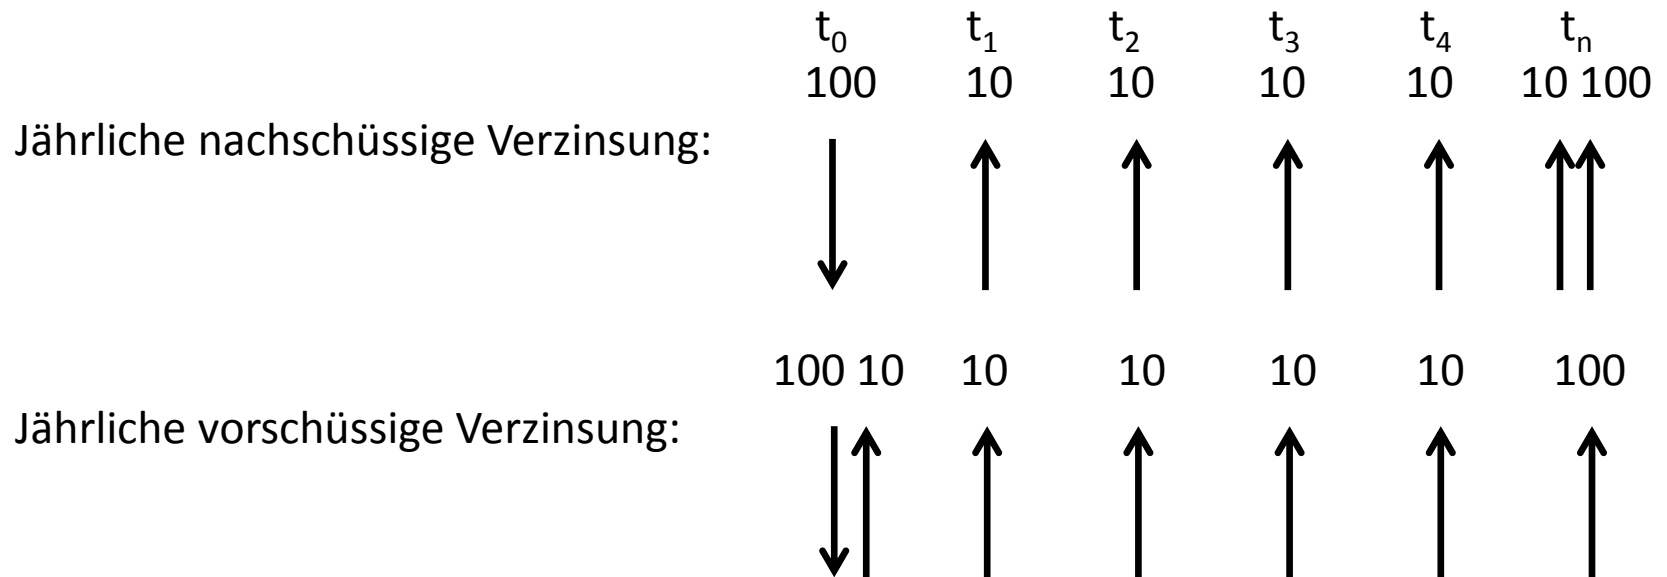 t₀ t₁ t₂ t₃ t₄ tₙ
100 10 10 10 10 10 100
Jährliche nachschüssige Verzinsung:
100 10 10 10 10 10 100
Jährliche vorschüssige Verzinsung: